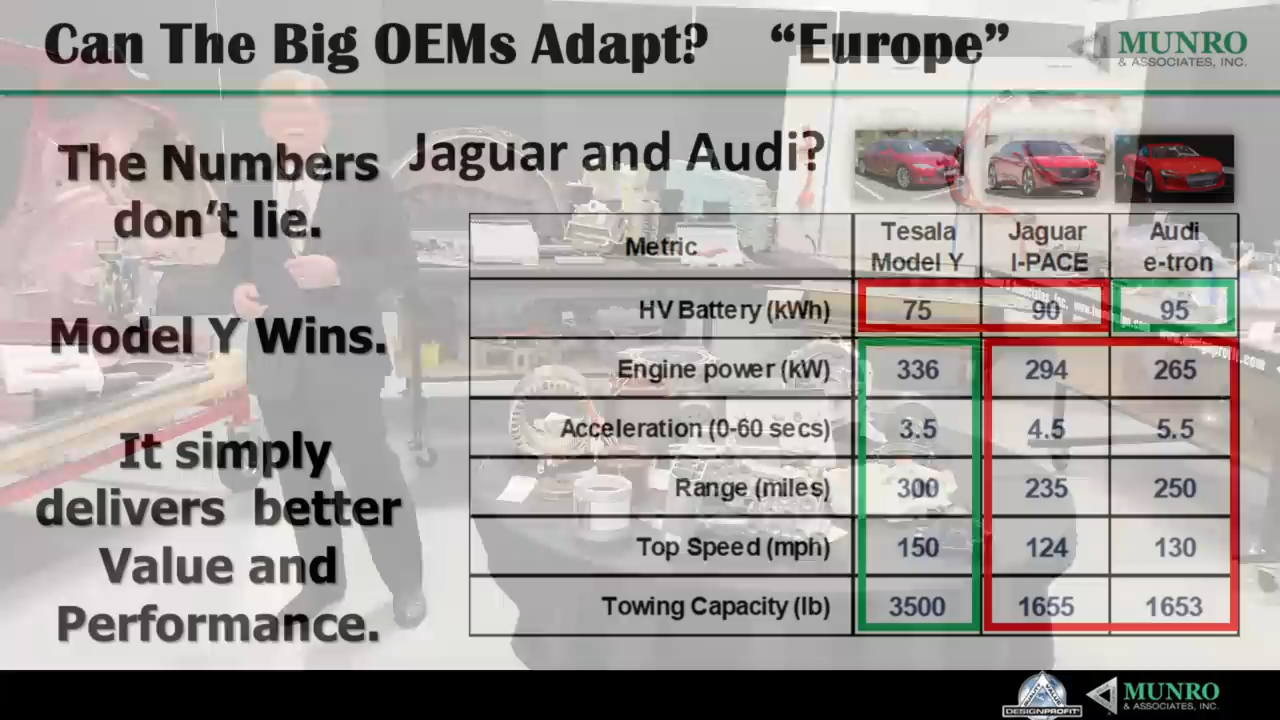 Can The Big OEMs Adapt? “Europe”
MUNRO
& ASSOCIATES, INC.
Jaguar and Audi?
The Numbers
don’t lie.
Model Y Wins.
It simply
delivers better
Value and
Performance.
Metric Tesala Model Y Jaguar I-PACE Audi e-tron
HV Battery (kWh) 75 90 95
Engine power (kW) 336 294 265
Acceleration (0-60 secs) 3.5 4.5 5.5
Range (miles) 300 235 250
Top Speed (mph) 150 124 130
Towing Capacity (lb) 3500 1655 1653
DESIGNPROFIT
MUNRO
& ASSOCIATES, INC.